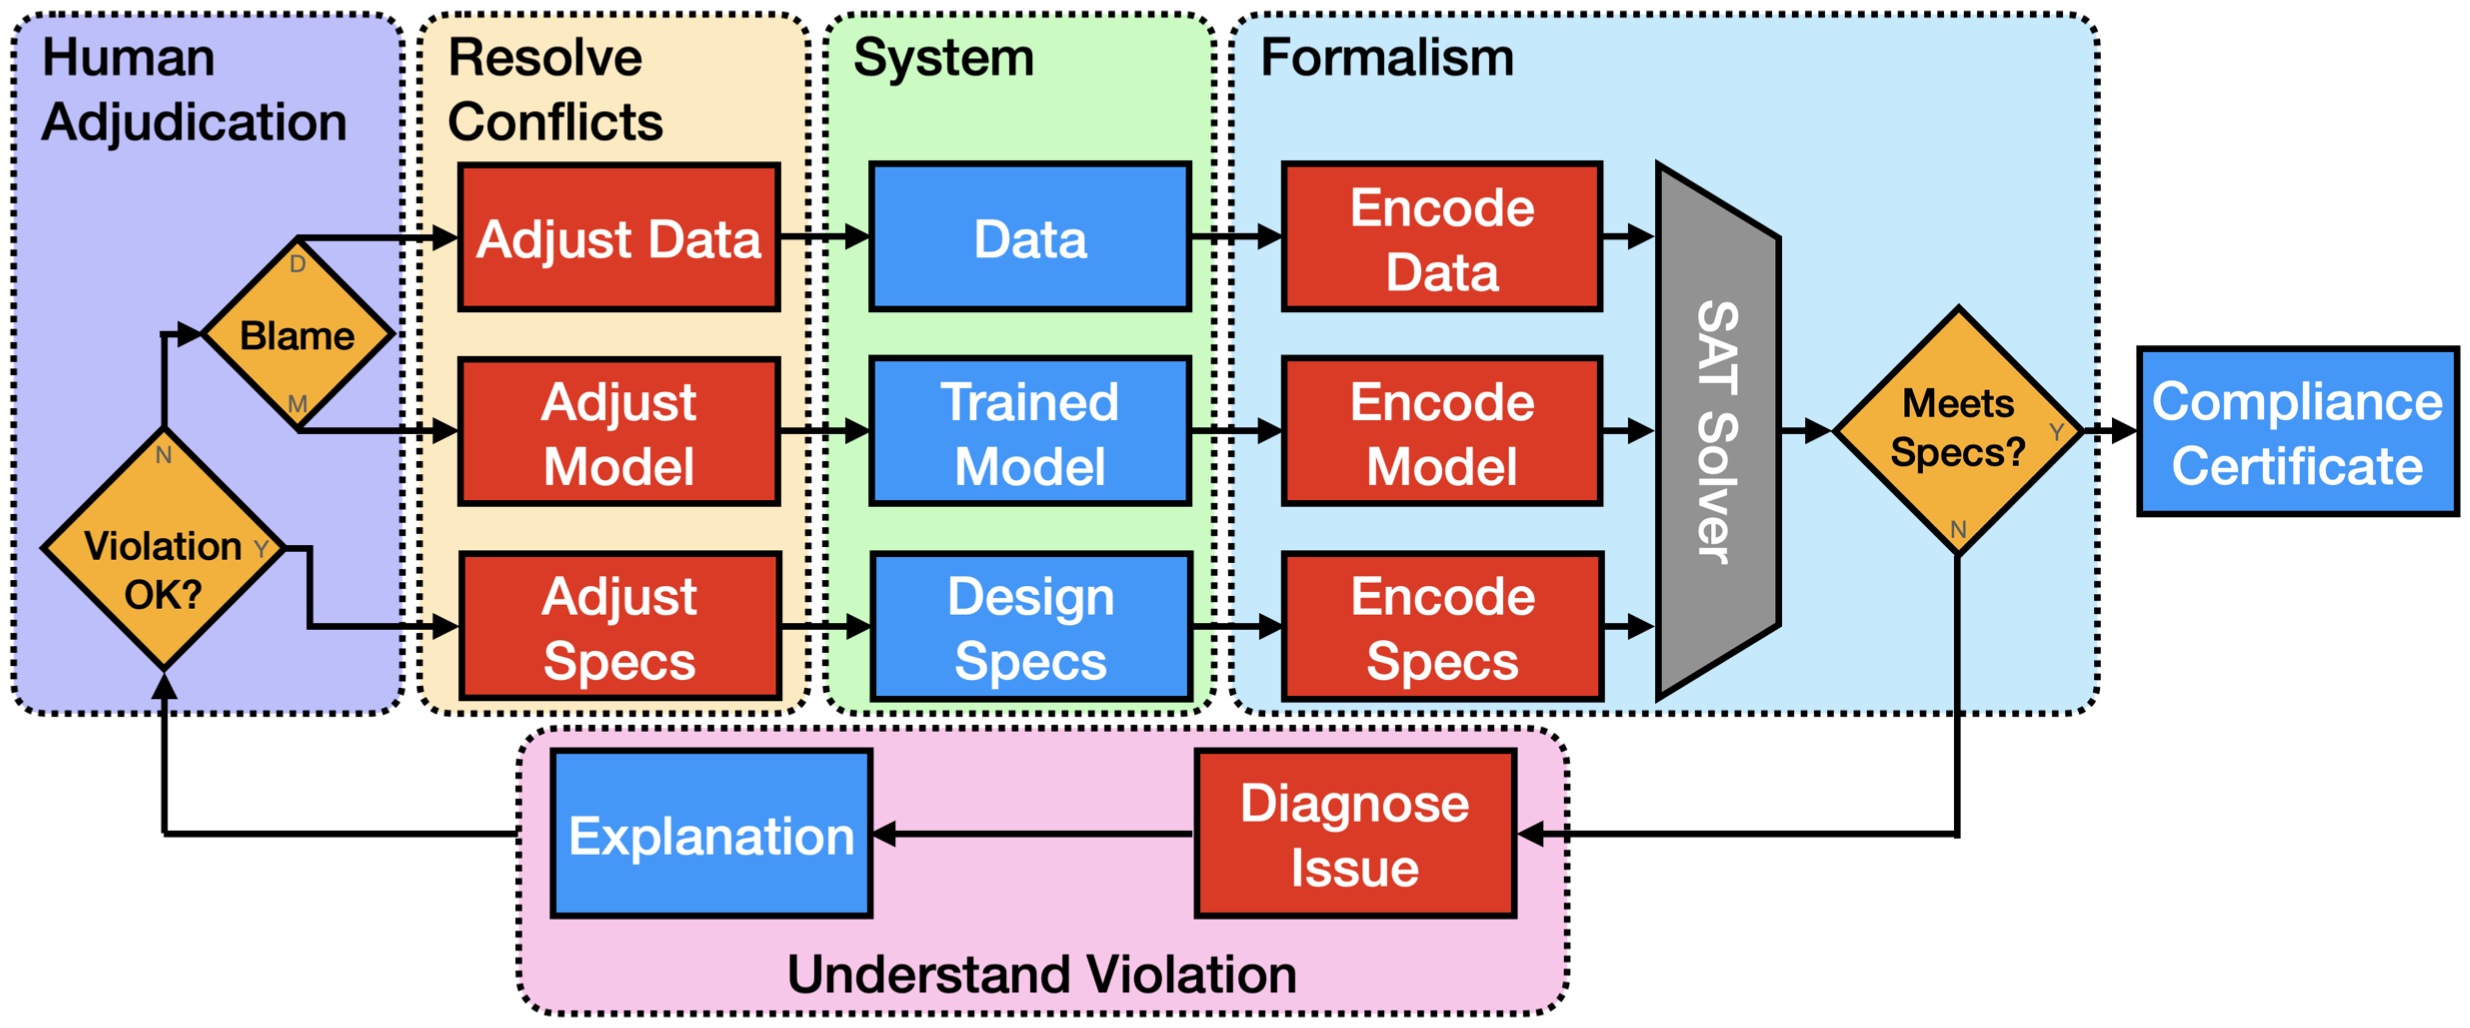 Human
Adjudication
Resolve
Conflicts
System
Formalism
D
Blame
M
N
Violation
Y
OK?
Adjust Data
Adjust
Model
Adjust
Specs
Data
Trained
Model
Design
Specs
Encode
Data
Encode
Model
Encode
Specs
SAT Solver
Meets
Specs?
Y
N
Compliance
Certificate
Explanation
Diagnose
Issue
Understand Violation